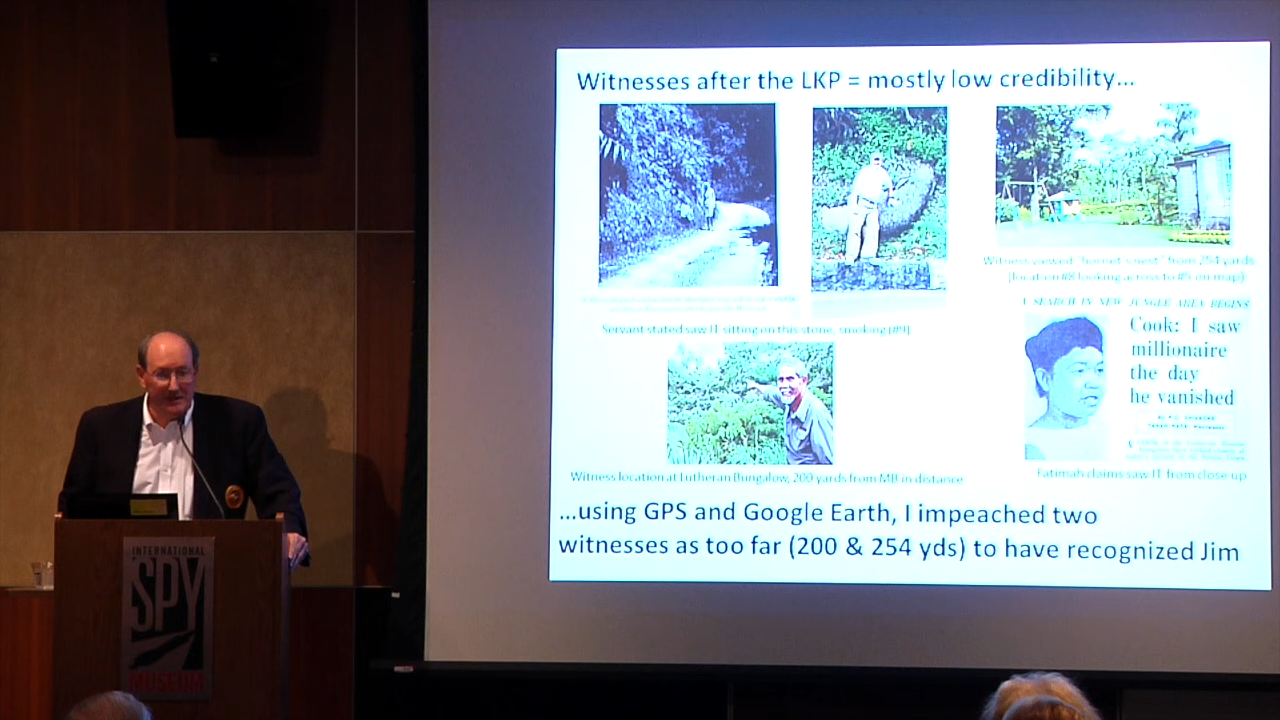 Witnesses after the LKP = mostly low credibility...
Witness viewed "hornet's nest" from 254 yards
(location #8 looking across to #5 on map)
Servant stated saw JT sitting on this stone, smoking (#9)
A SEARCH IN NEW JUNGLE AREA BEGINS
Cook: I saw
millionaire
the day
he vanished
Witness location at Lutheran Bungalow, 200 yards from MB in distance
Fatimah claims saw JT from close up
...using GPS and Google Earth, I impeached two
witnesses as too far (200 & 254 yds) to have recognized Jim
INTERNATIONAL
SPY
MUSEUM